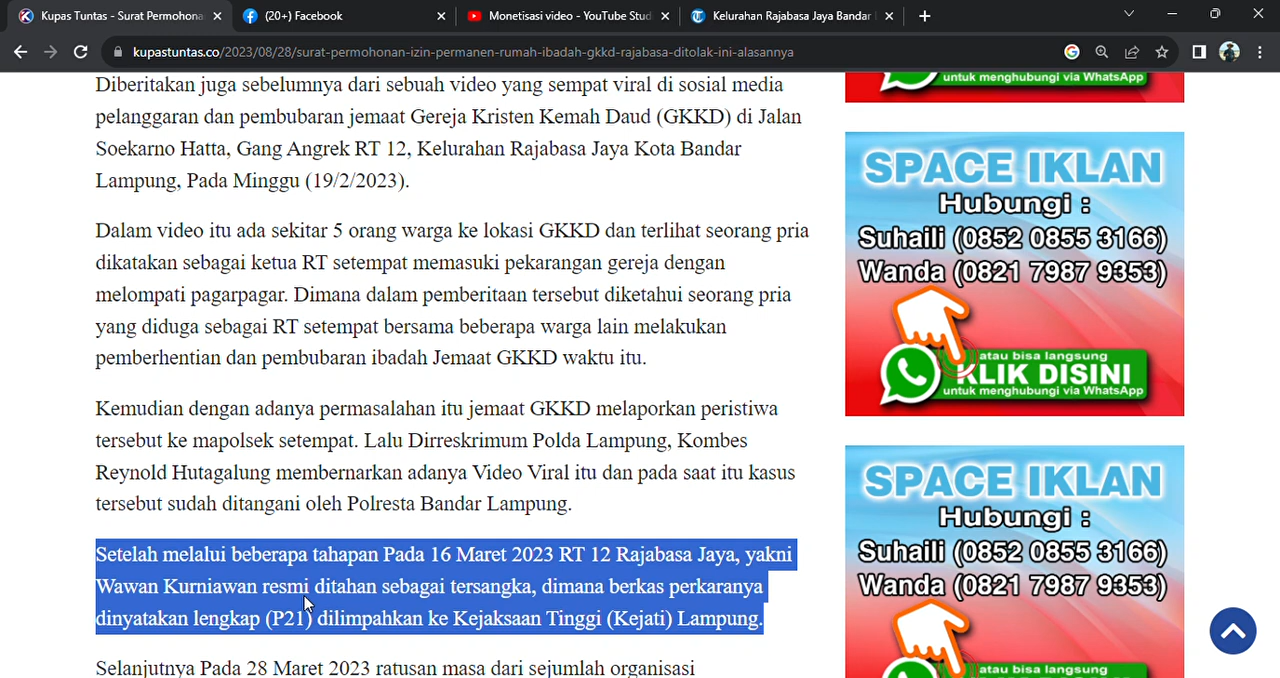 Kupas Tuntas - Surat Permohona
(20+) Facebook
Monetisasi video - YouTube Stud
Kelurahan Rajabasa Jaya Bandar
kupastuntas.co/2023/08/28/surat-permohonan-izin-permanen-rumah-ibadah-gkkd-rajabasa-ditolak-ini-alasannya
Diberitakan juga sebelumnya dari sebuah video yang sempat viral di sosial media
pelanggaran dan pembubaran jemaat Gereja Kristen Kemah Daud (GKKD) di Jalan
Soekarno Hatta, Gang Angrek RT 12, Kelurahan Rajabasa Jaya Kota Bandar
Lampung, Pada Minggu (19/2/2023).
Dalam video itu ada sekitar 5 orang warga ke lokasi GKKD dan terlihat seorang pria
dikatakan sebagai ketua RT setempat memasuki pekarangan gereja dengan
melompati pagarpagar. Dimana dalam pemberitaan tersebut diketahui seorang pria
yang diduga sebagai RT setempat bersama beberapa warga lain melakukan
pemberhentian dan pembubaran ibadah Jemaat GKKD waktu itu.
Kemudian dengan adanya permasalahan itu jemaat GKKD melaporkan peristiwa
tersebut ke mapolsek setempat. Lalu Dirreskrimum Polda Lampung, Kombes
Reynold Hutagalung membernarkan adanya Video Viral itu dan pada saat itu kasus
tersebut sudah ditangani oleh Polresta Bandar Lampung.
Setelah melalui beberapa tahapan Pada 16 Maret 2023 RT 12 Rajabasa Jaya, yakni
Wawan Kurniawan resmi ditahan sebagai tersangka, dimana berkas perkaranya
dinyatakan lengkap (P21) dilimpahkan ke Kejaksaan Tinggi (Kejati) Lampung.
Selanjutnya Pada 28 Maret 2023 ratusan masa dari sejumlah organisasi
untuk menghubungi via WhatsApp
SPACE IKLAN
Hubungi :
Suhaili (0852 0855 3166)
Wanda (0821 7987 9353)
atau bisa langsung
KLIK DISINI
untuk menghubungi via WhatsApp
SPACE IKLAN
Hubungi :
Suhaili (0852 0855 3166)
Wanda (0821 7987 9353)
atau bisa langsung